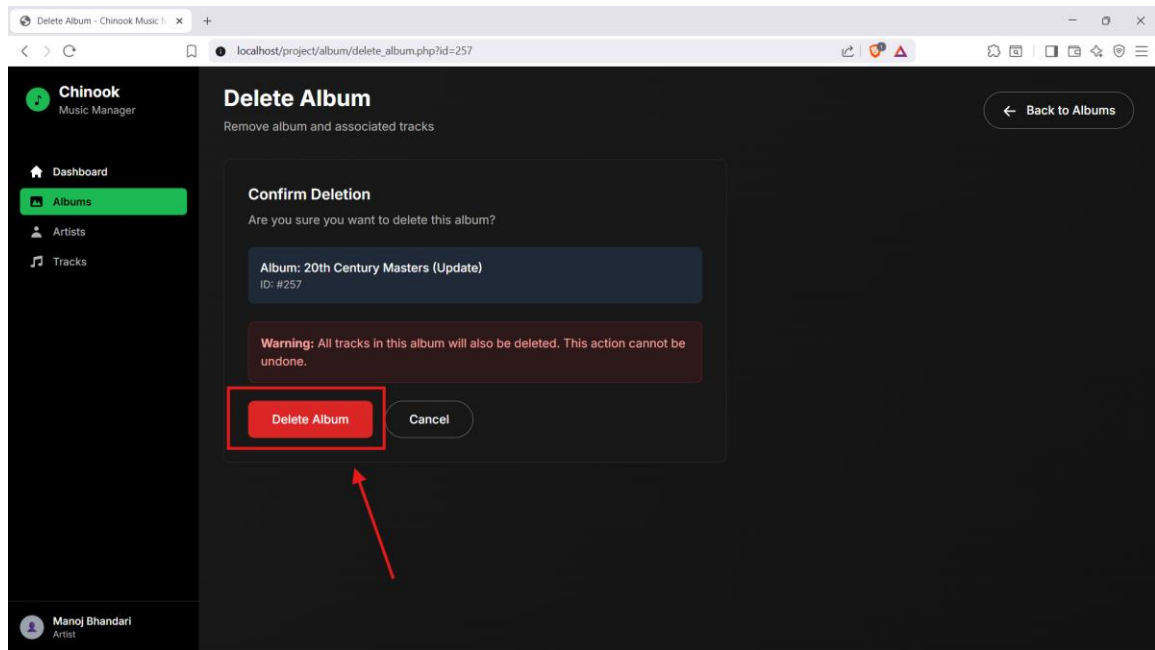 Delete Album - Chinook Music M
localhost/project/album/delete_album.php?id=257
Chinook
Music Manager
Dashboard
Albums
Artists
Tracks
Manoj Bhandari
Artist
Delete Album
Remove album and associated tracks
← Back to Albums
Confirm Deletion
Are you sure you want to delete this album?
Album: 20th Century Masters (Update)
ID: #257
Warning: All tracks in this album will also be deleted. This action cannot be
undone.
Delete Album
Cancel